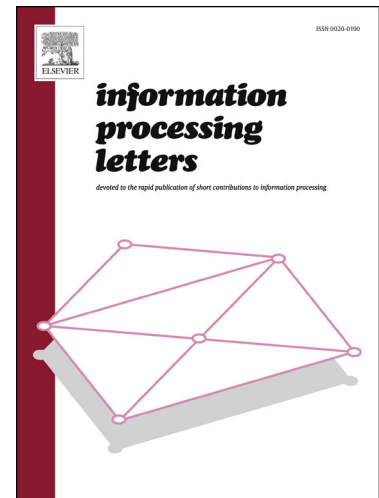 ISSN 0020-0190
ELSEVIER
information
processing
letters
devoted to the rapid publication of short contributions to information processing